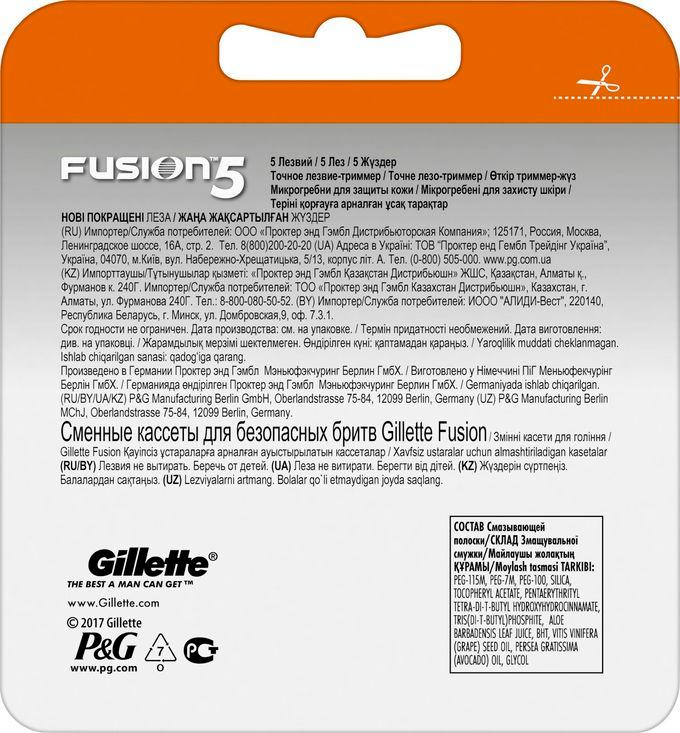 FUSION™5
5 Лезвий / 5 Лез / 5 Жүздер
Точное лезвие-триммер / Точне лезо-триммер / Өткір триммер-жүз
Микрогребни для защиты кожи / Мікрогребені для захисту шкіри /
Теріні қорғауға арналған ұсақ тарақтар
НОВІ ПОКРАЩЕНІ ЛЕЗА / ЖАҢА ЖАҚСАРТЫЛҒАН ЖҮЗДЕР
(RU) Импортер/Служба потребителей: ООО «Проктер энд Гэмбл Дистрибьюторская Компания»; 125171, Россия, Москва,
Ленинградское шоссе, 16А, стр. 2. Тел. 8(800)200-20-20 (UA) Адреса в Україні: ТОВ “Проктер енд Гембл Трейдінг Україна”,
Україна, 04070, м.Київ, вул. Набережно-Хрещатицька, 5/13, корпус літ. А. Тел. (0-800) 505-000. www.pg.com.ua
(KZ) Импорттаушы/Тұтынушылар қызметі: «Проктер энд Гэмбл Қазақстан Дистрибьюшн» ЖШС, Қазақстан, Алматы қ.,
Фурманов к. 240Г. Импортер/Служба потребителей: ТОО «Проктер энд Гэмбл Казахстан Дистрибьюшн», Казахстан, г.
Алматы, ул. Фурманова 240Г. Тел.: 8-800-080-50-52. (BY) Импортер/Служба потребителей: ИООО "АЛИДИ-Вест", 220140,
Республика Беларусь, г. Минск, ул. Домбровская,9, оф. 7.3.1.
Срок годности не ограничен. Дата производства: см. на упаковке. / Термін придатності необмежений. Дата виготовлення:
див. на упаковці. / Жарамдылық мерзімі шектелмеген. Өндірілген күні: қаптамадан қараңыз. / Yaroqlilik muddati cheklanmagan.
Ishlab chiqarilgan sanasi: qadog‘iga qarang.
Произведено в Германии Проктер энд Гэмбл Мэньюфэкчуринг Берлин ГмбХ. / Виготовлено у Німеччині ПіГ Меньюфекчурінг
Берлін ГмбХ. / Германияда өндірілген Проктер энд Гэмбл Мэньюфэкчуринг Берлин ГмбХ. / Germaniyada ishlab chiqarilgan.
(RU/BY/UA/KZ) P&G Manufacturing Berlin GmbH, Oberlandstrasse 75-84, 12099 Berlin, Germany (UZ) P&G Manufacturing Berlin
MChJ, Oberlandstrasse 75-84, 12099 Berlin, Germany.
Сменные кассеты для безопасных бритв Gillette Fusion / Змінні касети для гоління /
Gillette Fusion Қауіпсіз ұстараларға арналған ауыстырылатын кассеталар / Xavfsiz ustaralar uchun almashtiriladigan kasetalar
(RU/BY) Лезвия не вытирать. Беречь от детей. (UA) Леза не витирати. Берегти від дітей. (KZ) Жүздерін сүртпеңіз.
Балалардан сақтаңыз. (UZ) Lezviyalarni artmang. Bolalar qo`li etmaydigan joyda saqlang.
Gillette®
THE BEST A MAN CAN GET™
www.Gillette.com
© 2017 Gillette
P&G
www.pg.com
7
O
РСТ
СОСТАВ Смазывающей
полоски/СКЛАД Змащувальної
смужки/Майлаушы жолақтың
ҚҰРАМЫ/Moylash tasmasi TARKIBI:
PEG-115M, PEG-7M, PEG-100, SILICA,
TOCOPHERYL ACETATE, PENTAERYTHRITYL
TETRA-DI-T-BUTYL HYDROXYHYDROCINNAMATE,
TRIS(DI-T-BUTYL)PHOSPHITE, ALOE
BARBADENSIS LEAF JUICE, BHT, VITIS VINIFERA
(GRAPE) SEED OIL, PERSEA GRATISSIMA
(AVOCADO) OIL, GLYCOL